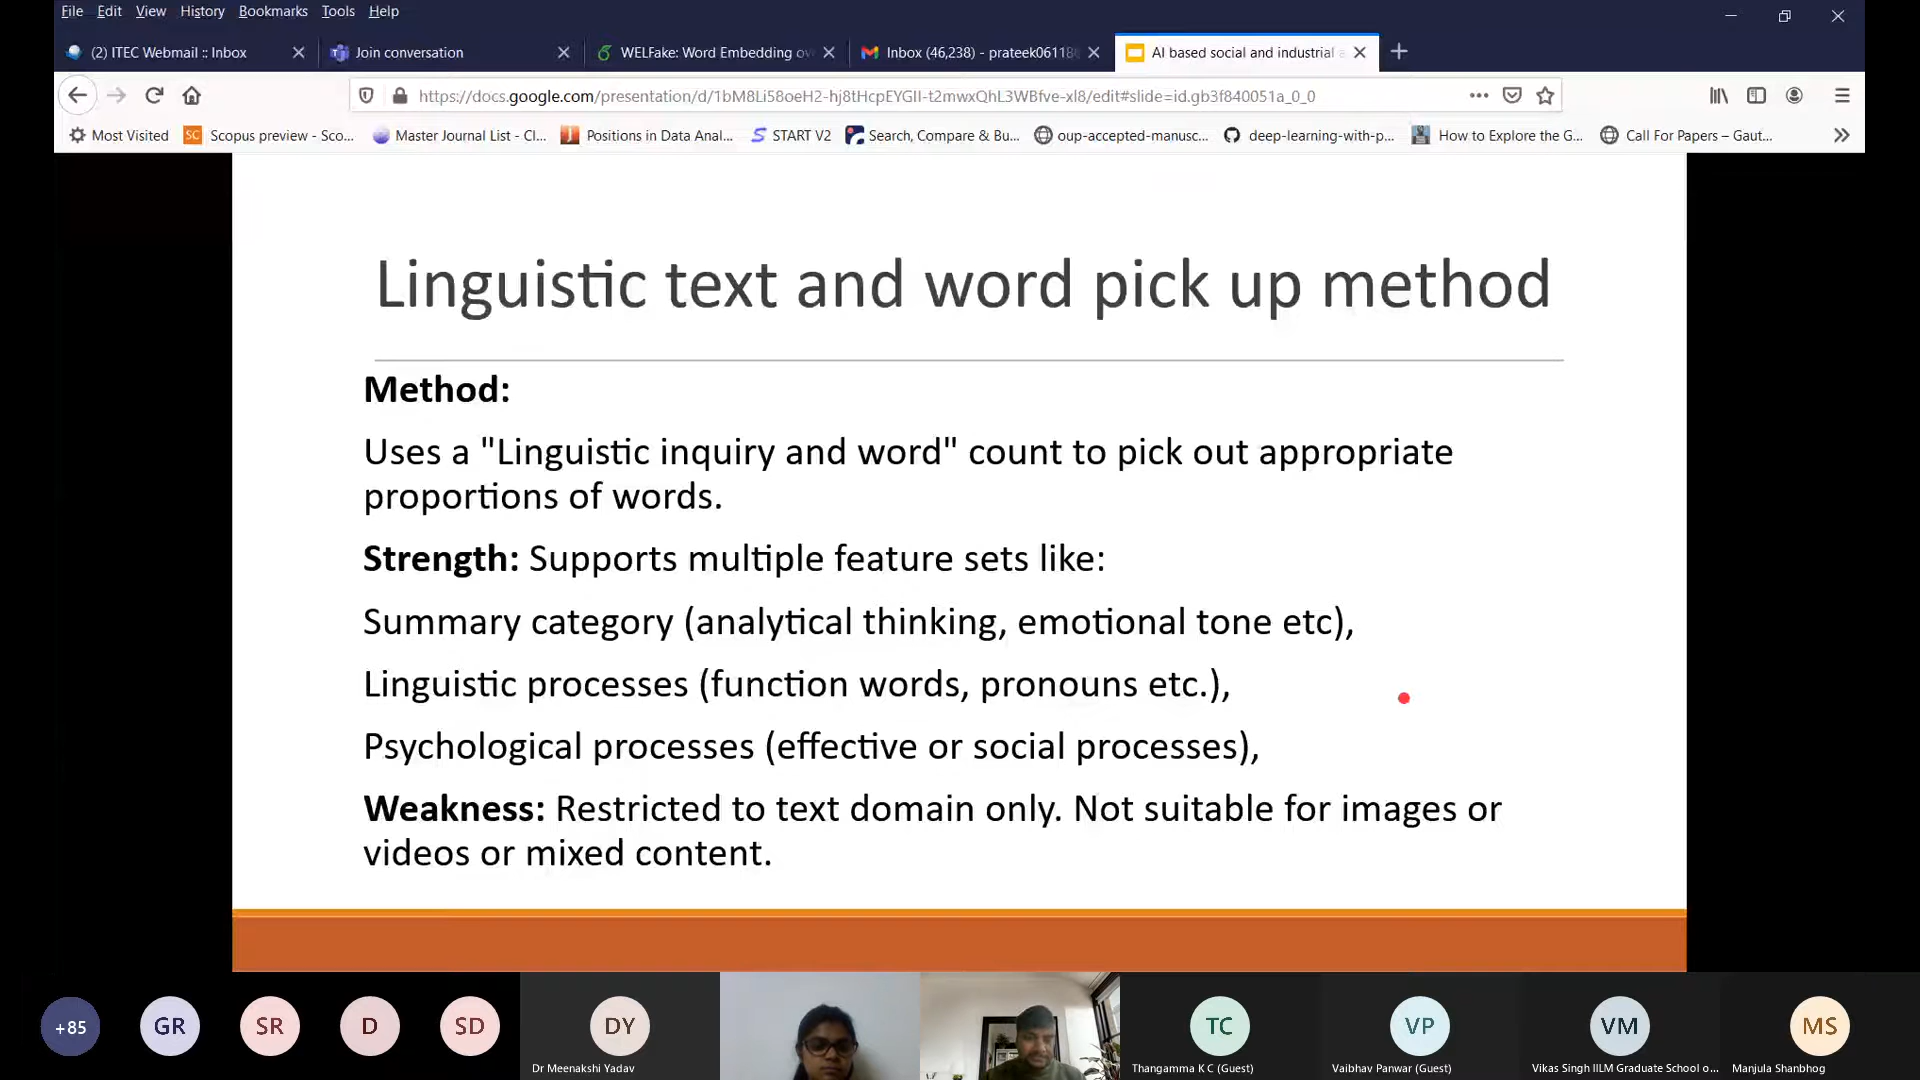 File Edit View History Bookmarks Tools Help
(2) ITEC Webmail :: Inbox
Join conversation
WELFake: Word Embedding ov
Inbox (46,238) - prateek06118
AI based social and industrial
https://docs.google.com/presentation/d/1bM8Li58oeH2-hj8tHcpEYGII-t2mwxQhL3WBfve-xl8/edit#slide=id.gb3f840051a_0_0
Most Visited
SC Scopus preview - Sco...
Master Journal List - Cl...
Positions in Data Anal...
START V2
Search, Compare & Bu...
oup-accepted-manusc...
deep-learning-with-p...
How to Explore the G...
Call For Papers – Gaut...
Linguistic text and word pick up method
Method:
Uses a "Linguistic inquiry and word" count to pick out appropriate
proportions of words.
Strength: Supports multiple feature sets like:
Summary category (analytical thinking, emotional tone etc),
Linguistic processes (function words, pronouns etc.),
Psychological processes (effective or social processes),
Weakness: Restricted to text domain only. Not suitable for images or
videos or mixed content.
+85
GR
SR
D
SD
DY
TC
VP
VM
MS
Dr Meenakshi Yadav
Thangamma K C (Guest)
Vaibhav Panwar (Guest)
Vikas Singh IILM Graduate School o...
Manjula Shanbhog